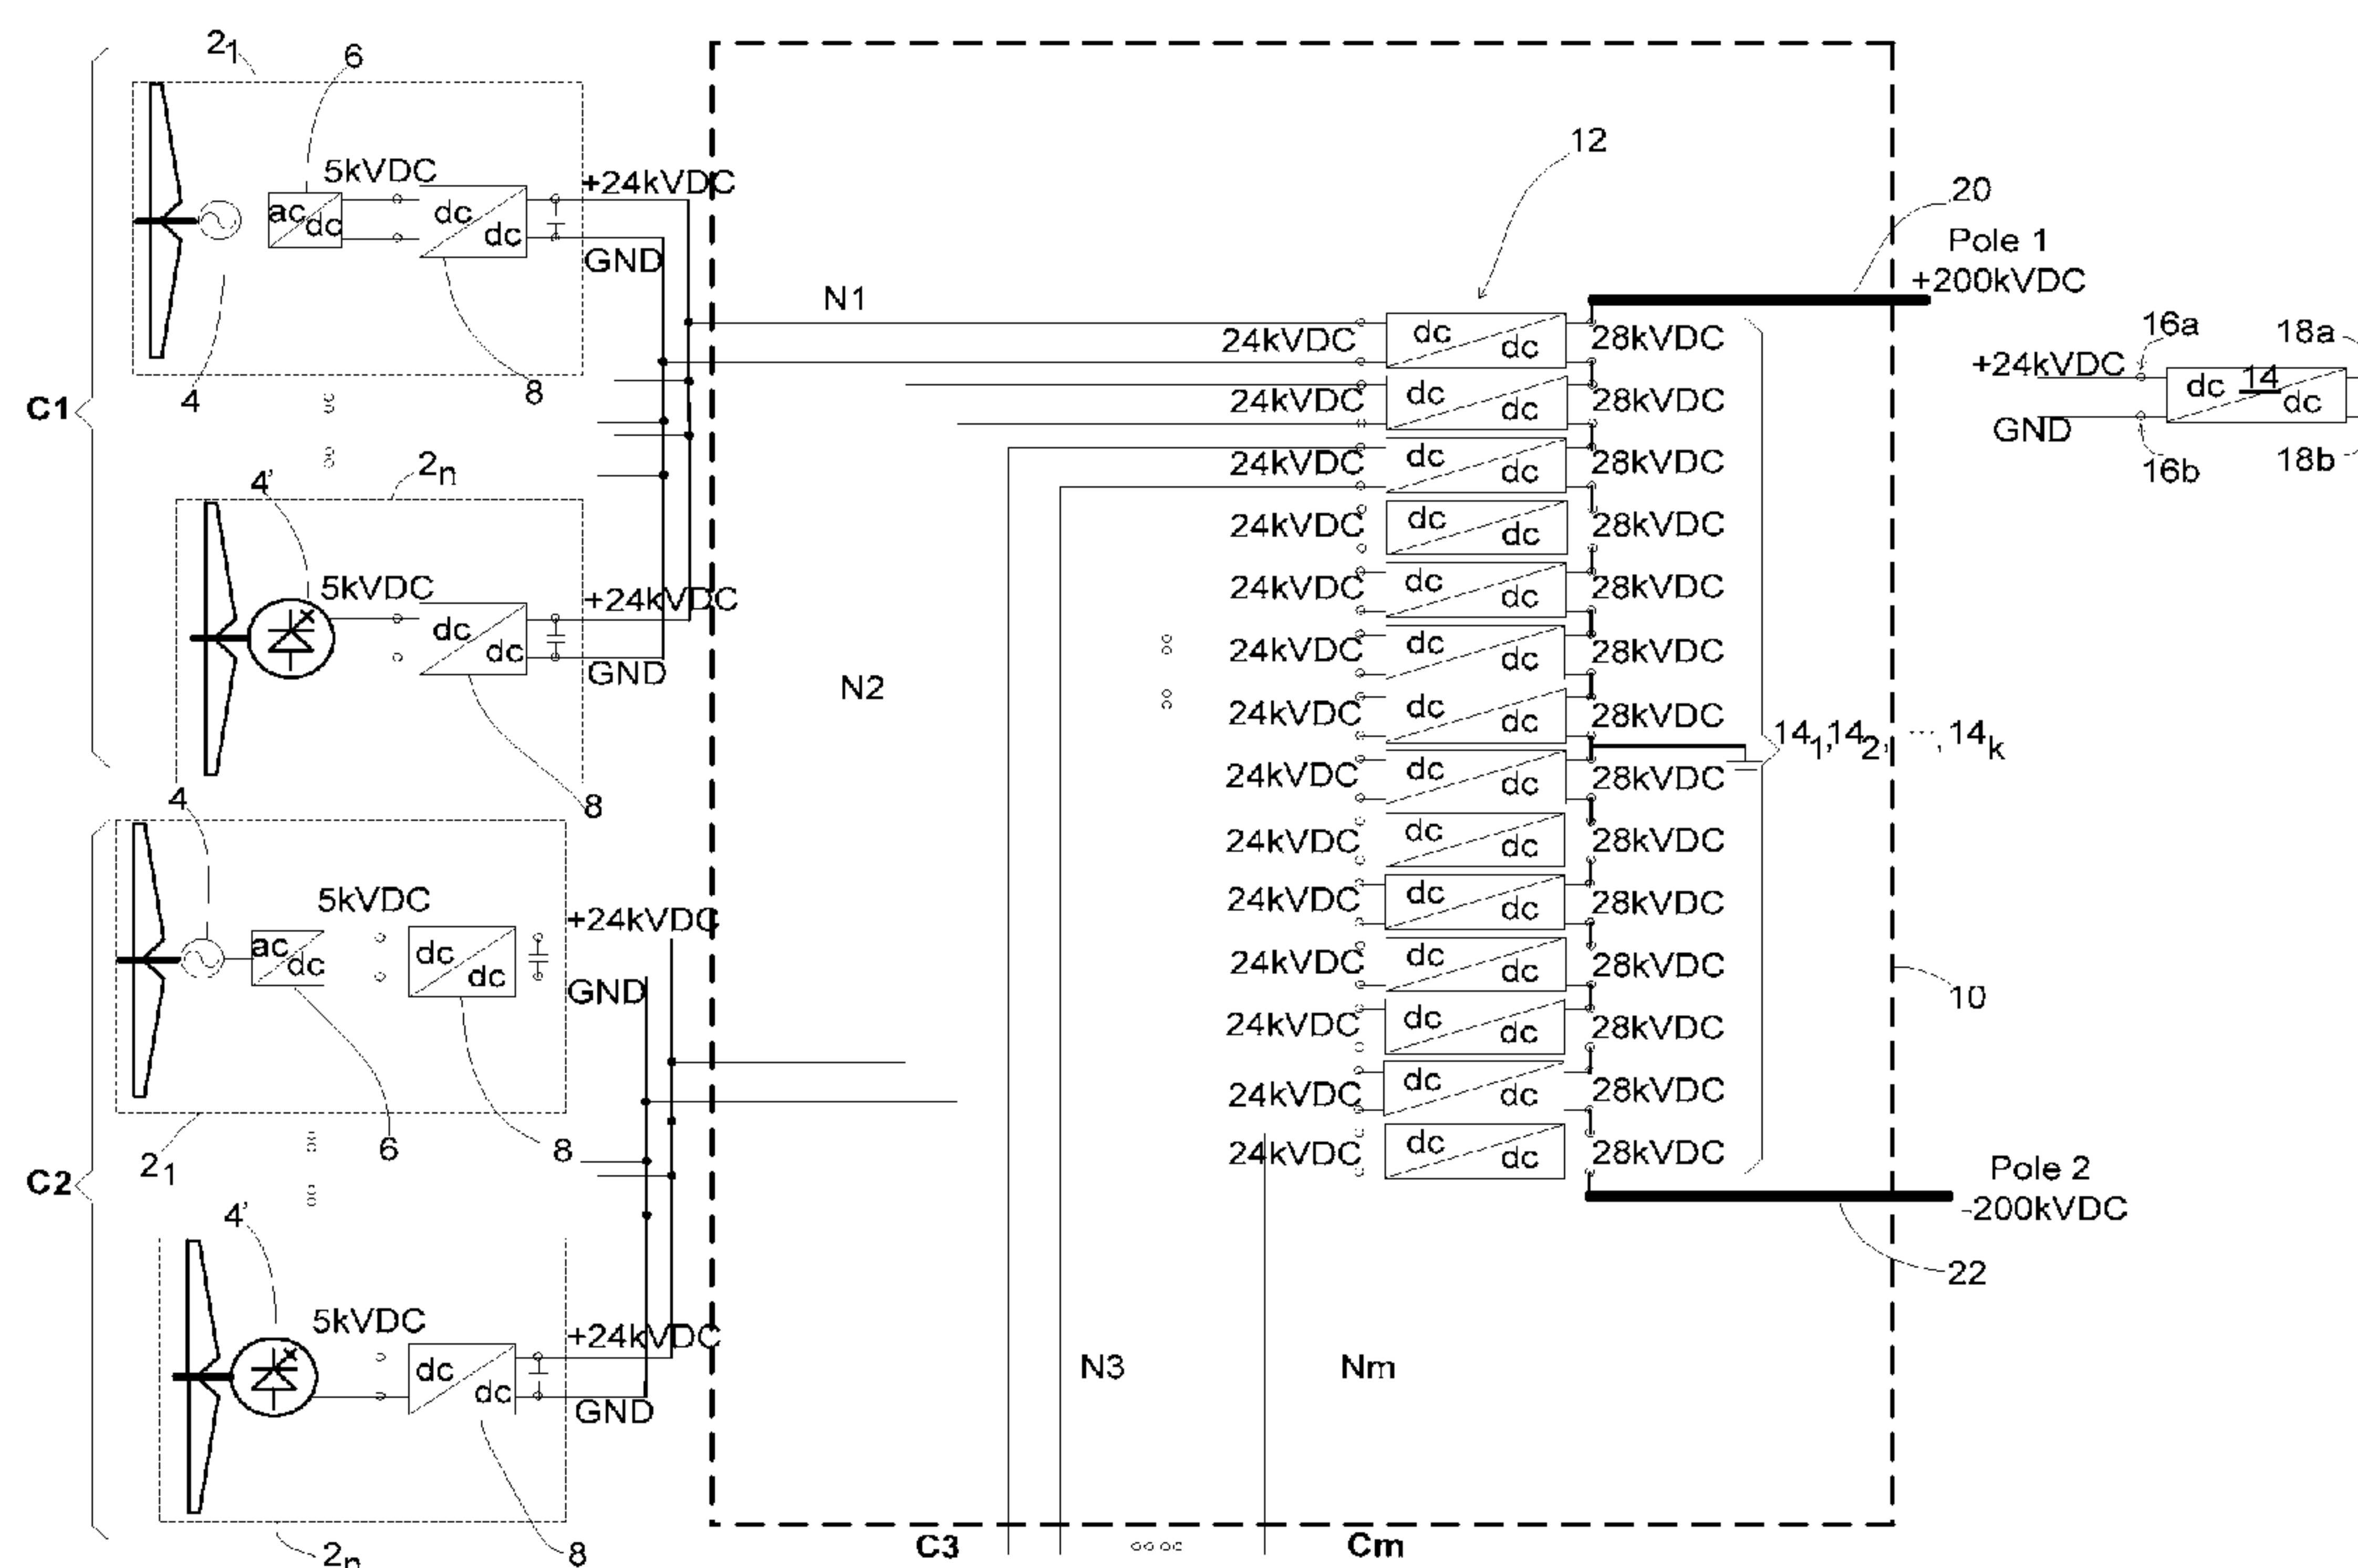 2₁
6
5kVDC
ac
dc
dc
dc
+24kVDC
GND
4
8
C1
2n
4'
5kVDC
dc
dc
+24kVDC
GND
8
4
5kVDC
ac
dc
dc
dc
+24kVDC
GND
2₁
6
8
C2
4'
5kVDC
dc
dc
+24kVDC
GND
2n
8
N1
N2
N3
Nm
C3
Cm
12
20
Pole 1
+200kVDC
24kVDC dc dc 28kVDC
24kVDC dc dc 28kVDC
24kVDC dc dc 28kVDC
24kVDC dc dc 28kVDC
24kVDC dc dc 28kVDC
24kVDC dc dc 28kVDC
24kVDC dc dc 28kVDC
24kVDC dc dc 28kVDC
24kVDC dc dc 28kVDC
24kVDC dc dc 28kVDC
24kVDC dc dc 28kVDC
24kVDC dc dc 28kVDC
24kVDC dc dc 28kVDC
24kVDC dc dc 28kVDC
14₁,14₂, ...,14k
10
Pole 2
-200kVDC
22
16a
18a
+24kVDC
dc 14 dc
GND
16b
18b